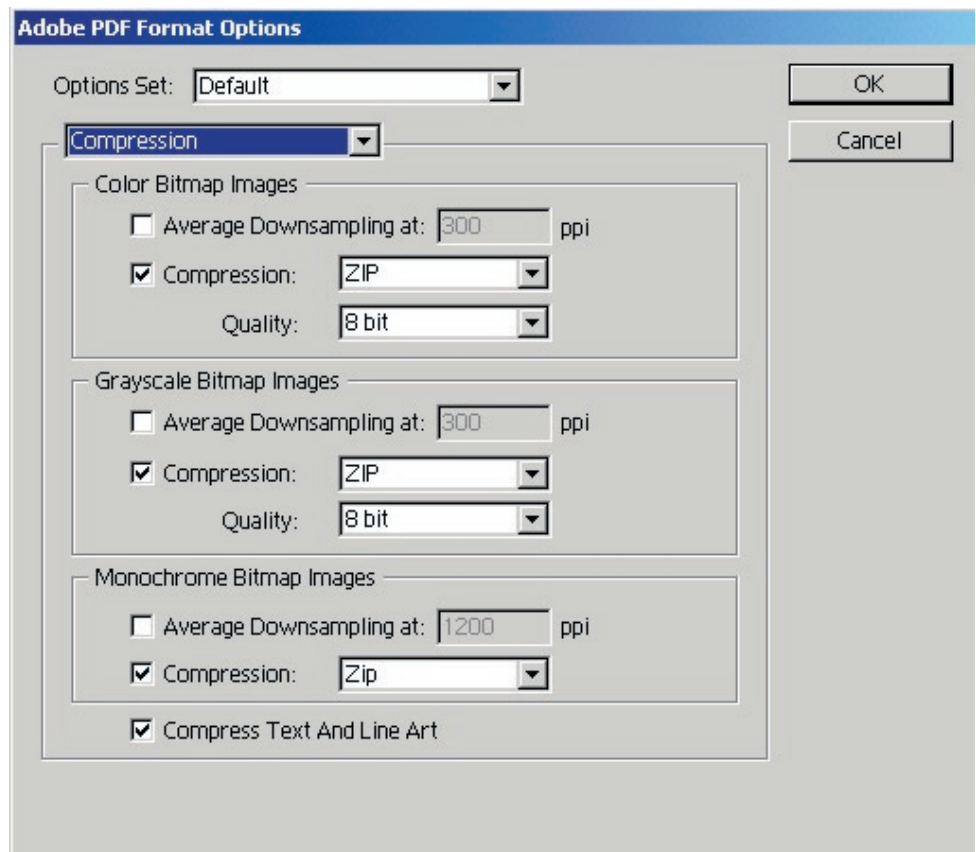 Adobe PDF Format Options
Options Set: Default
OK
Compression
Cancel
Color Bitmap Images
Average Downsampling at: 300 ppi
Compression: ZIP
Quality: 8 bit
Grayscale Bitmap Images
Average Downsampling at: 300 ppi
Compression: ZIP
Quality: 8 bit
Monochrome Bitmap Images
Average Downsampling at: 1200 ppi
Compression: Zip
Compress Text And Line Art